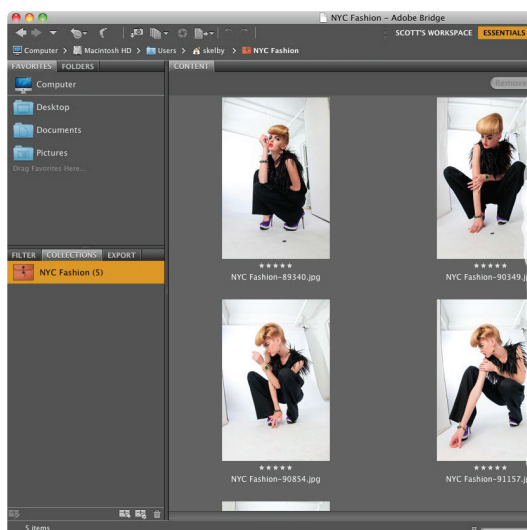 NYC Fashion – Adobe Bridge
SCOTT'S WORKSPACE ESSENTIALS
Computer > Macintosh HD > Users > skelby > NYC Fashion
FAVORITES FOLDERS
CONTENT
Computer
Remove
Desktop
Documents
Pictures
Drag Favorites Here...
NYC Fashion-89340.jpg
NYC Fashion-90349.j
FILTER COLLECTIONS EXPORT
NYC Fashion (5)
NYC Fashion-90854.jpg
NYC Fashion-91157.j
5 items